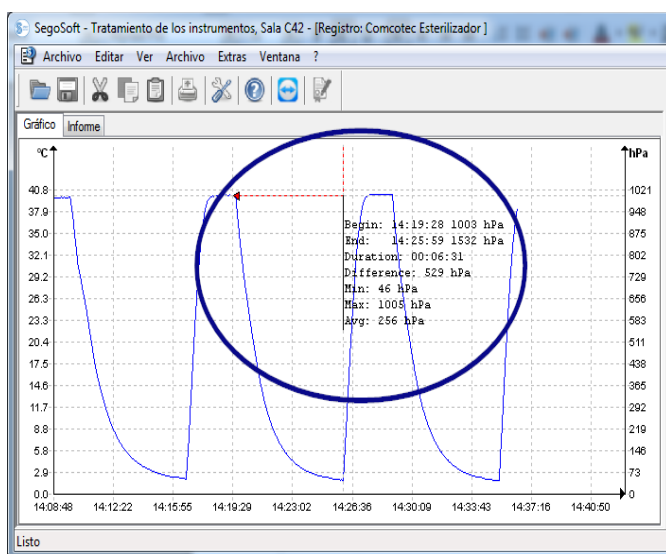 SegoSoft - Tratamiento de los instrumentos, Sala C42 - [Registro: Comcotec Esterilizador ]
Archivo Editar Ver Archivo Extras Ventana ?
Gráfico Informe
ºC hPa
40.8 1021
37.9 948
35.0 875
32.1 802
29.2 729
26.3 656
23.3 583
20.4 511
17.5 438
14.6 365
11.7 292
8.8 219
5.8 146
2.9 73
0.0 0
Begin: 14:19:28 1003 hPa
End: 14:25:59 1532 hPa
Duration: 00:06:31
Difference: 529 hPa
Min: 46 hPa
Max: 1005 hPa
Avg: 256 hPa
14:08:48 14:12:22 14:15:55 14:19:29 14:23:02 14:26:36 14:30:09 14:33:43 14:37:16 14:40:50
Listo